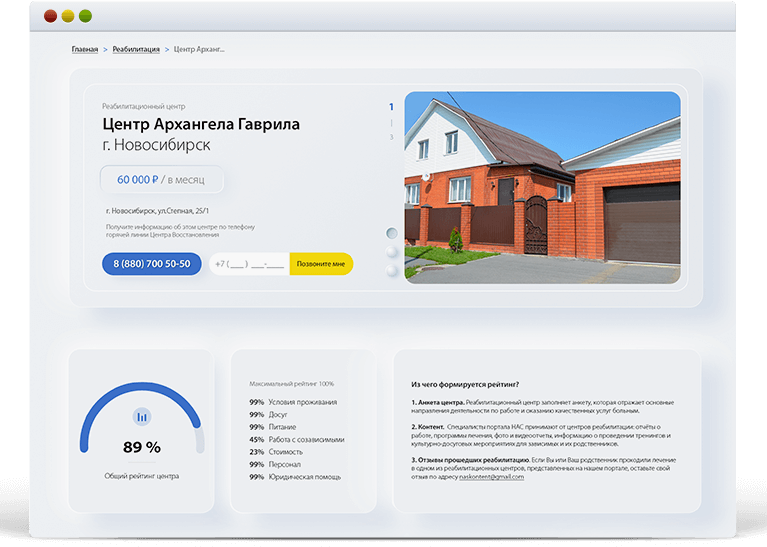 Главная > Реабилитация > Центр Арханг...
Реабилитационный центр
Центр Архангела Гаврила
г. Новосибирск
60 000 ₽ / в месяц
г. Новосибирск, ул.Степная, 25/1
Получите информацию об этом центре по телефону
горячей линии Центра Восстановления
8 (880) 700 50-50
+7 (___) ___-____
Позвоните мне
1
3
89 %
Общий рейтинг центра
Максимальный рейтинг 100%
99% Условия проживания
99% Досуг
99% Питание
45% Работа с созависимыми
23% Стоимость
99% Персонал
99% Юридическая помощь
Из чего формируется рейтинг?
1. Анкета центра. Реабилитационный центр заполняет анкету, которая отражает основные
направления деятельности по работе и оказанию качественных услуг больным.
2. Контент. Специалисты портала НАС принимают от центров реабилитации: отчёты о
работе, программы лечения, фото и видеоотчеты, информацию о проведении тренингов и
культурно-досуговых мероприятиях для зависимых и их родственников.
3. Отзывы прошедших реабилитацию. Если Вы или Ваш родственник проходили лечение
в одном из реабилитационных центров, представленных на нашем портале, оставьте свой
отзыв по адресу naskontent@gmail.com